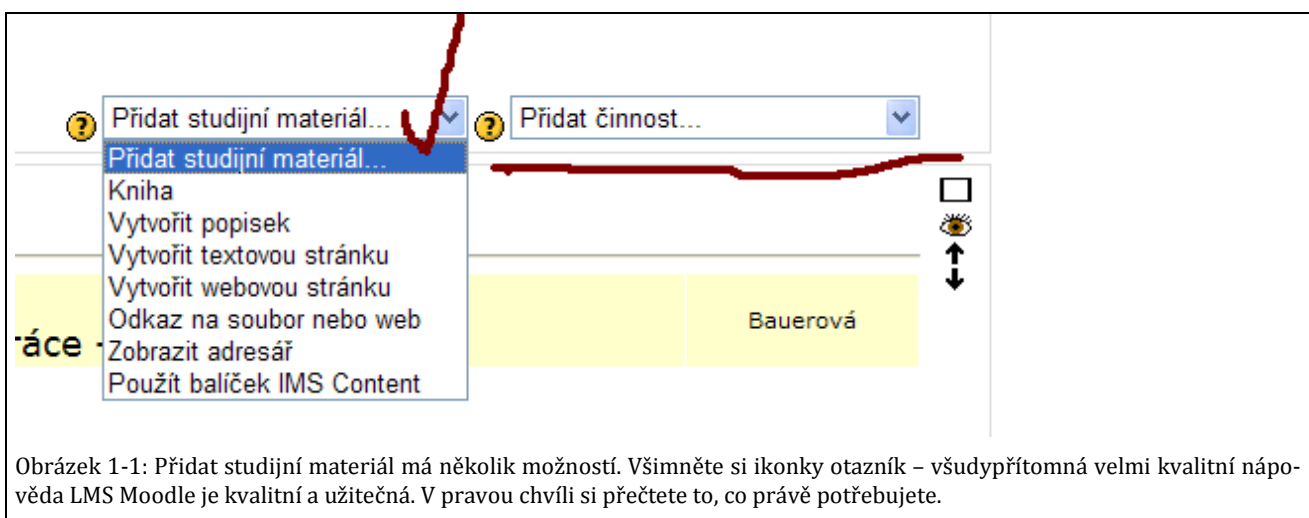 Přidat studijní materiál... Přidat činnost...
Přidat studijní materiál...
Kniha
Vytvořit popisek
Vytvořit textovou stránku
Vytvořit webovou stránku
Odkaz na soubor nebo web
Bauerová
ráce -
Zobrazit adresář
Použít balíček IMS Content
Obrázek 1-1: Přidat studijní materiál má několik možností. Všimněte si ikonky otazník – všudypřítomná velmi kvalitní nápo-
věda LMS Moodle je kvalitní a užitečná. V pravou chvíli si přečtete to, co právě potřebujete.